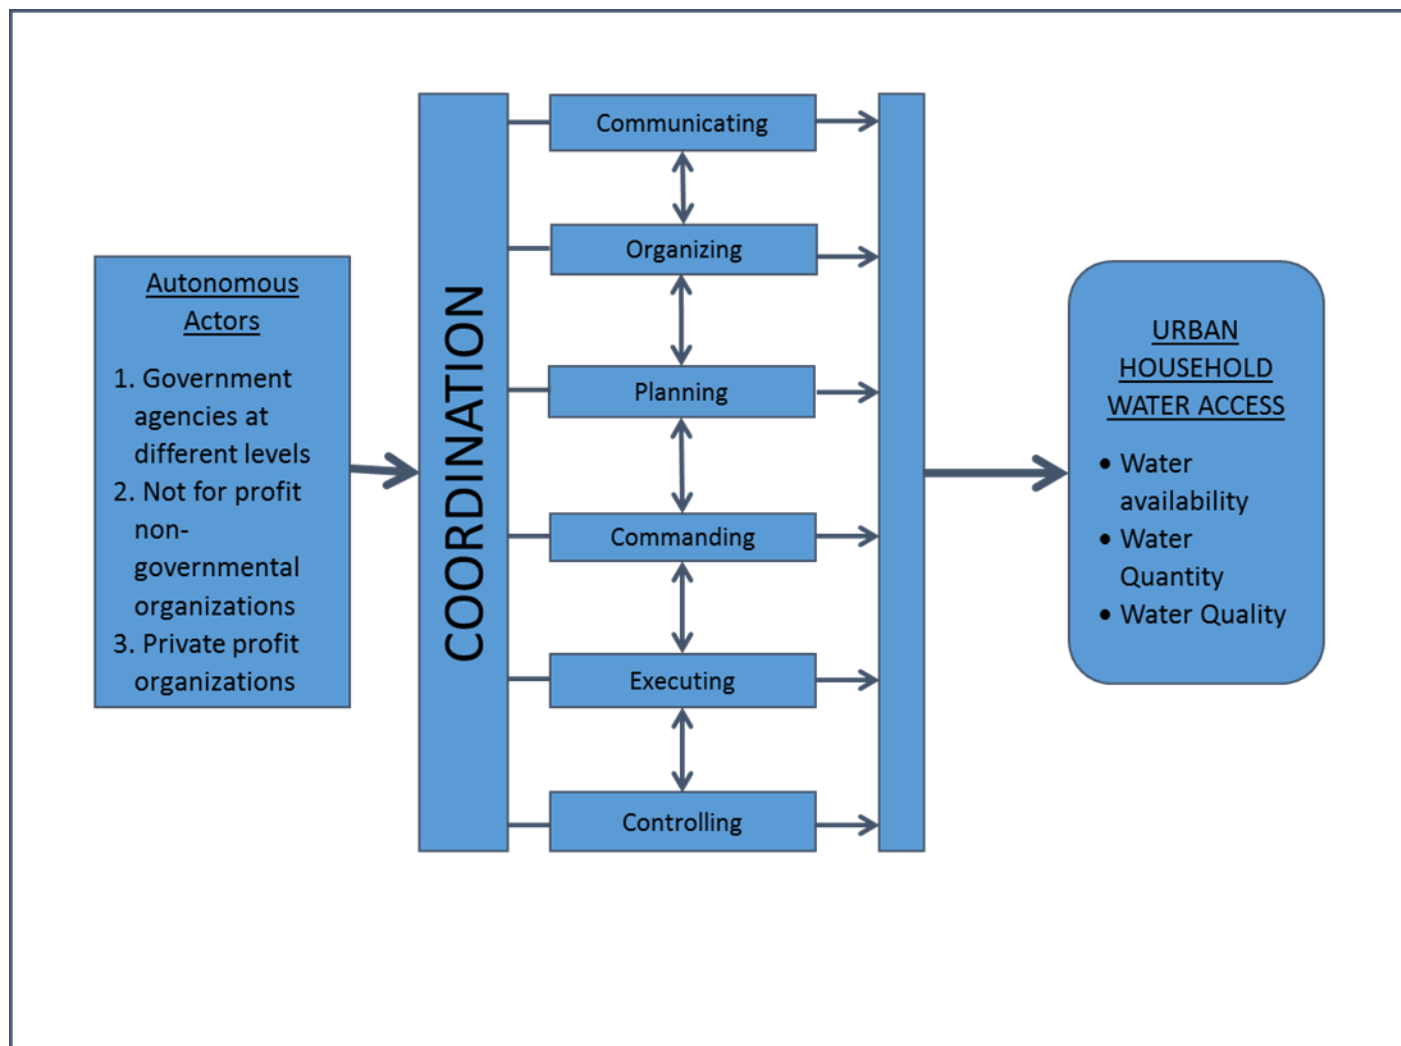 Autonomous
Actors
1. Government
agencies at
different levels
2. Not for profit
non-
governmental
organizations
3. Private profit
organizations
COORDINATION
Communicating
Organizing
Planning
Commanding
Executing
Controlling
URBAN
HOUSEHOLD
WATER ACCESS
• Water
availability
• Water
Quantity
• Water Quality